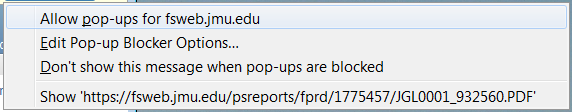 Allow pop-ups for fsweb.jmu.edu
Edit Pop-up Blocker Options...
Don't show this message when pop-ups are blocked
Show 'https://fsweb.jmu.edu/psreports/fprd/1775457/JGL0001_932560.PDF'